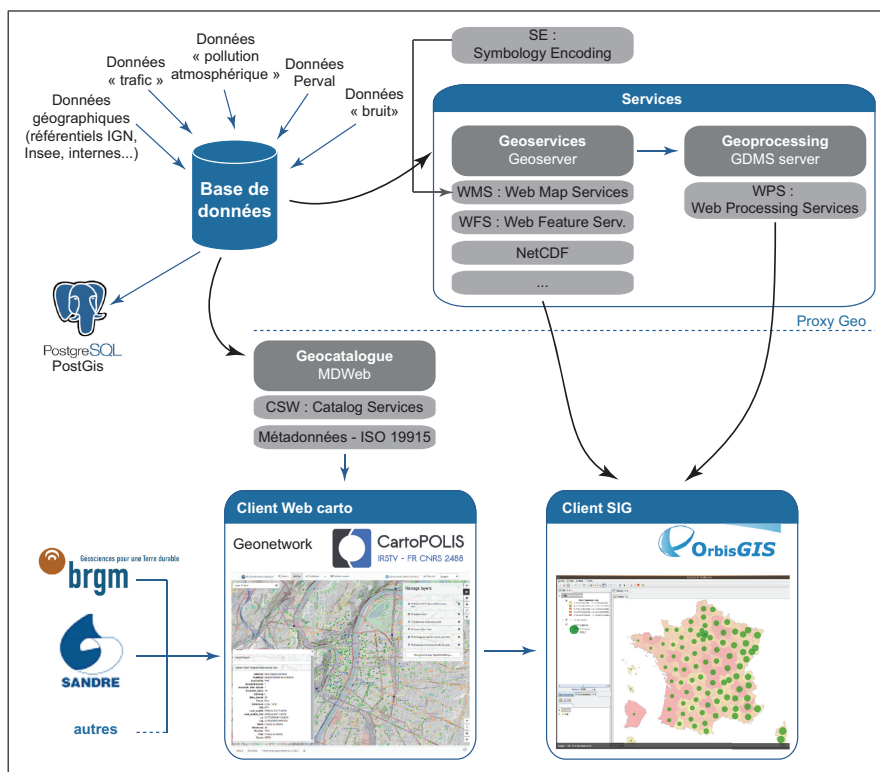 Données
« trafic »
Données
« pollution
atmosphérique »
Données
Perval
Données
« bruit»
Données
géographiques
(référentiels IGN,
Insee, internes...)
Base de
données
PostgreSQL
PostGis
SE :
Symbology Encoding
Services
Geoservices
Geoserver
WMS : Web Map Services
WFS : Web Feature Serv.
NetCDF
...
Geoprocessing
GDMS server
WPS :
Web Processing Services
Proxy Geo
Geocatalogue
MDWeb
CSW : Catalog Services
Métadonnées - ISO 19915
Géosciences pour une Terre durable
brgm
SANDRE
autres
Client Web carto
Geonetwork
CartoPOLIS
IRSTV - FR CNRS 2488
Manage layers
Client SIG
OrbisGIS